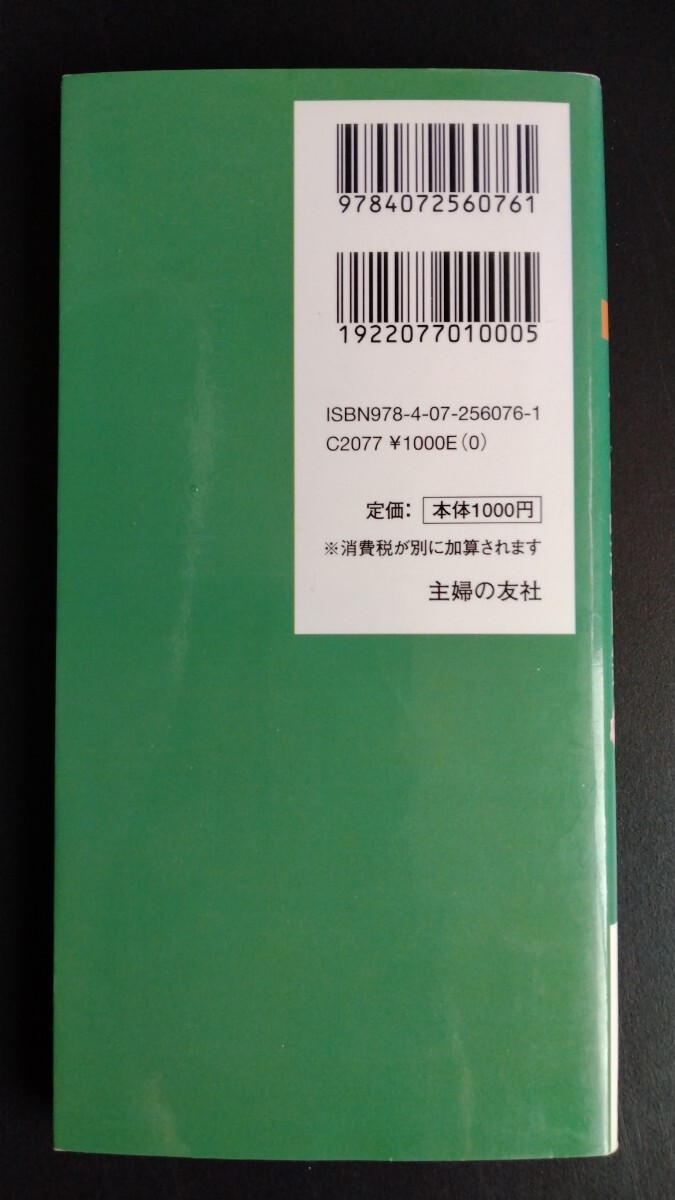 9784072560761
1922077010005
ISBN978-4-07-256076-1
C2077 ¥1000E(0)
定価: 本体1000円
※消費税が別に加算されます
主婦の友社